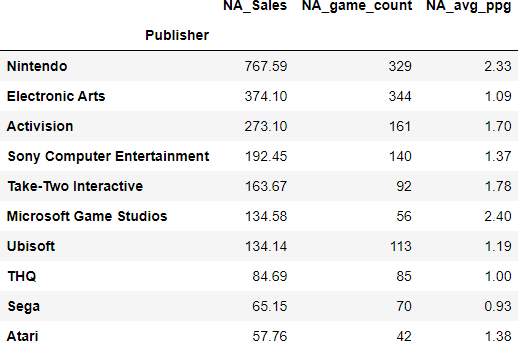 NA_Sales NA_game_count NA_avg_ppg
Publisher
Nintendo 767.59 329 2.33
Electronic Arts 374.10 344 1.09
Activision 273.10 161 1.70
Sony Computer Entertainment 192.45 140 1.37
Take-Two Interactive 163.67 92 1.78
Microsoft Game Studios 134.58 56 2.40
Ubisoft 134.14 113 1.19
THQ 84.69 85 1.00
Sega 65.15 70 0.93
Atari 57.76 42 1.38